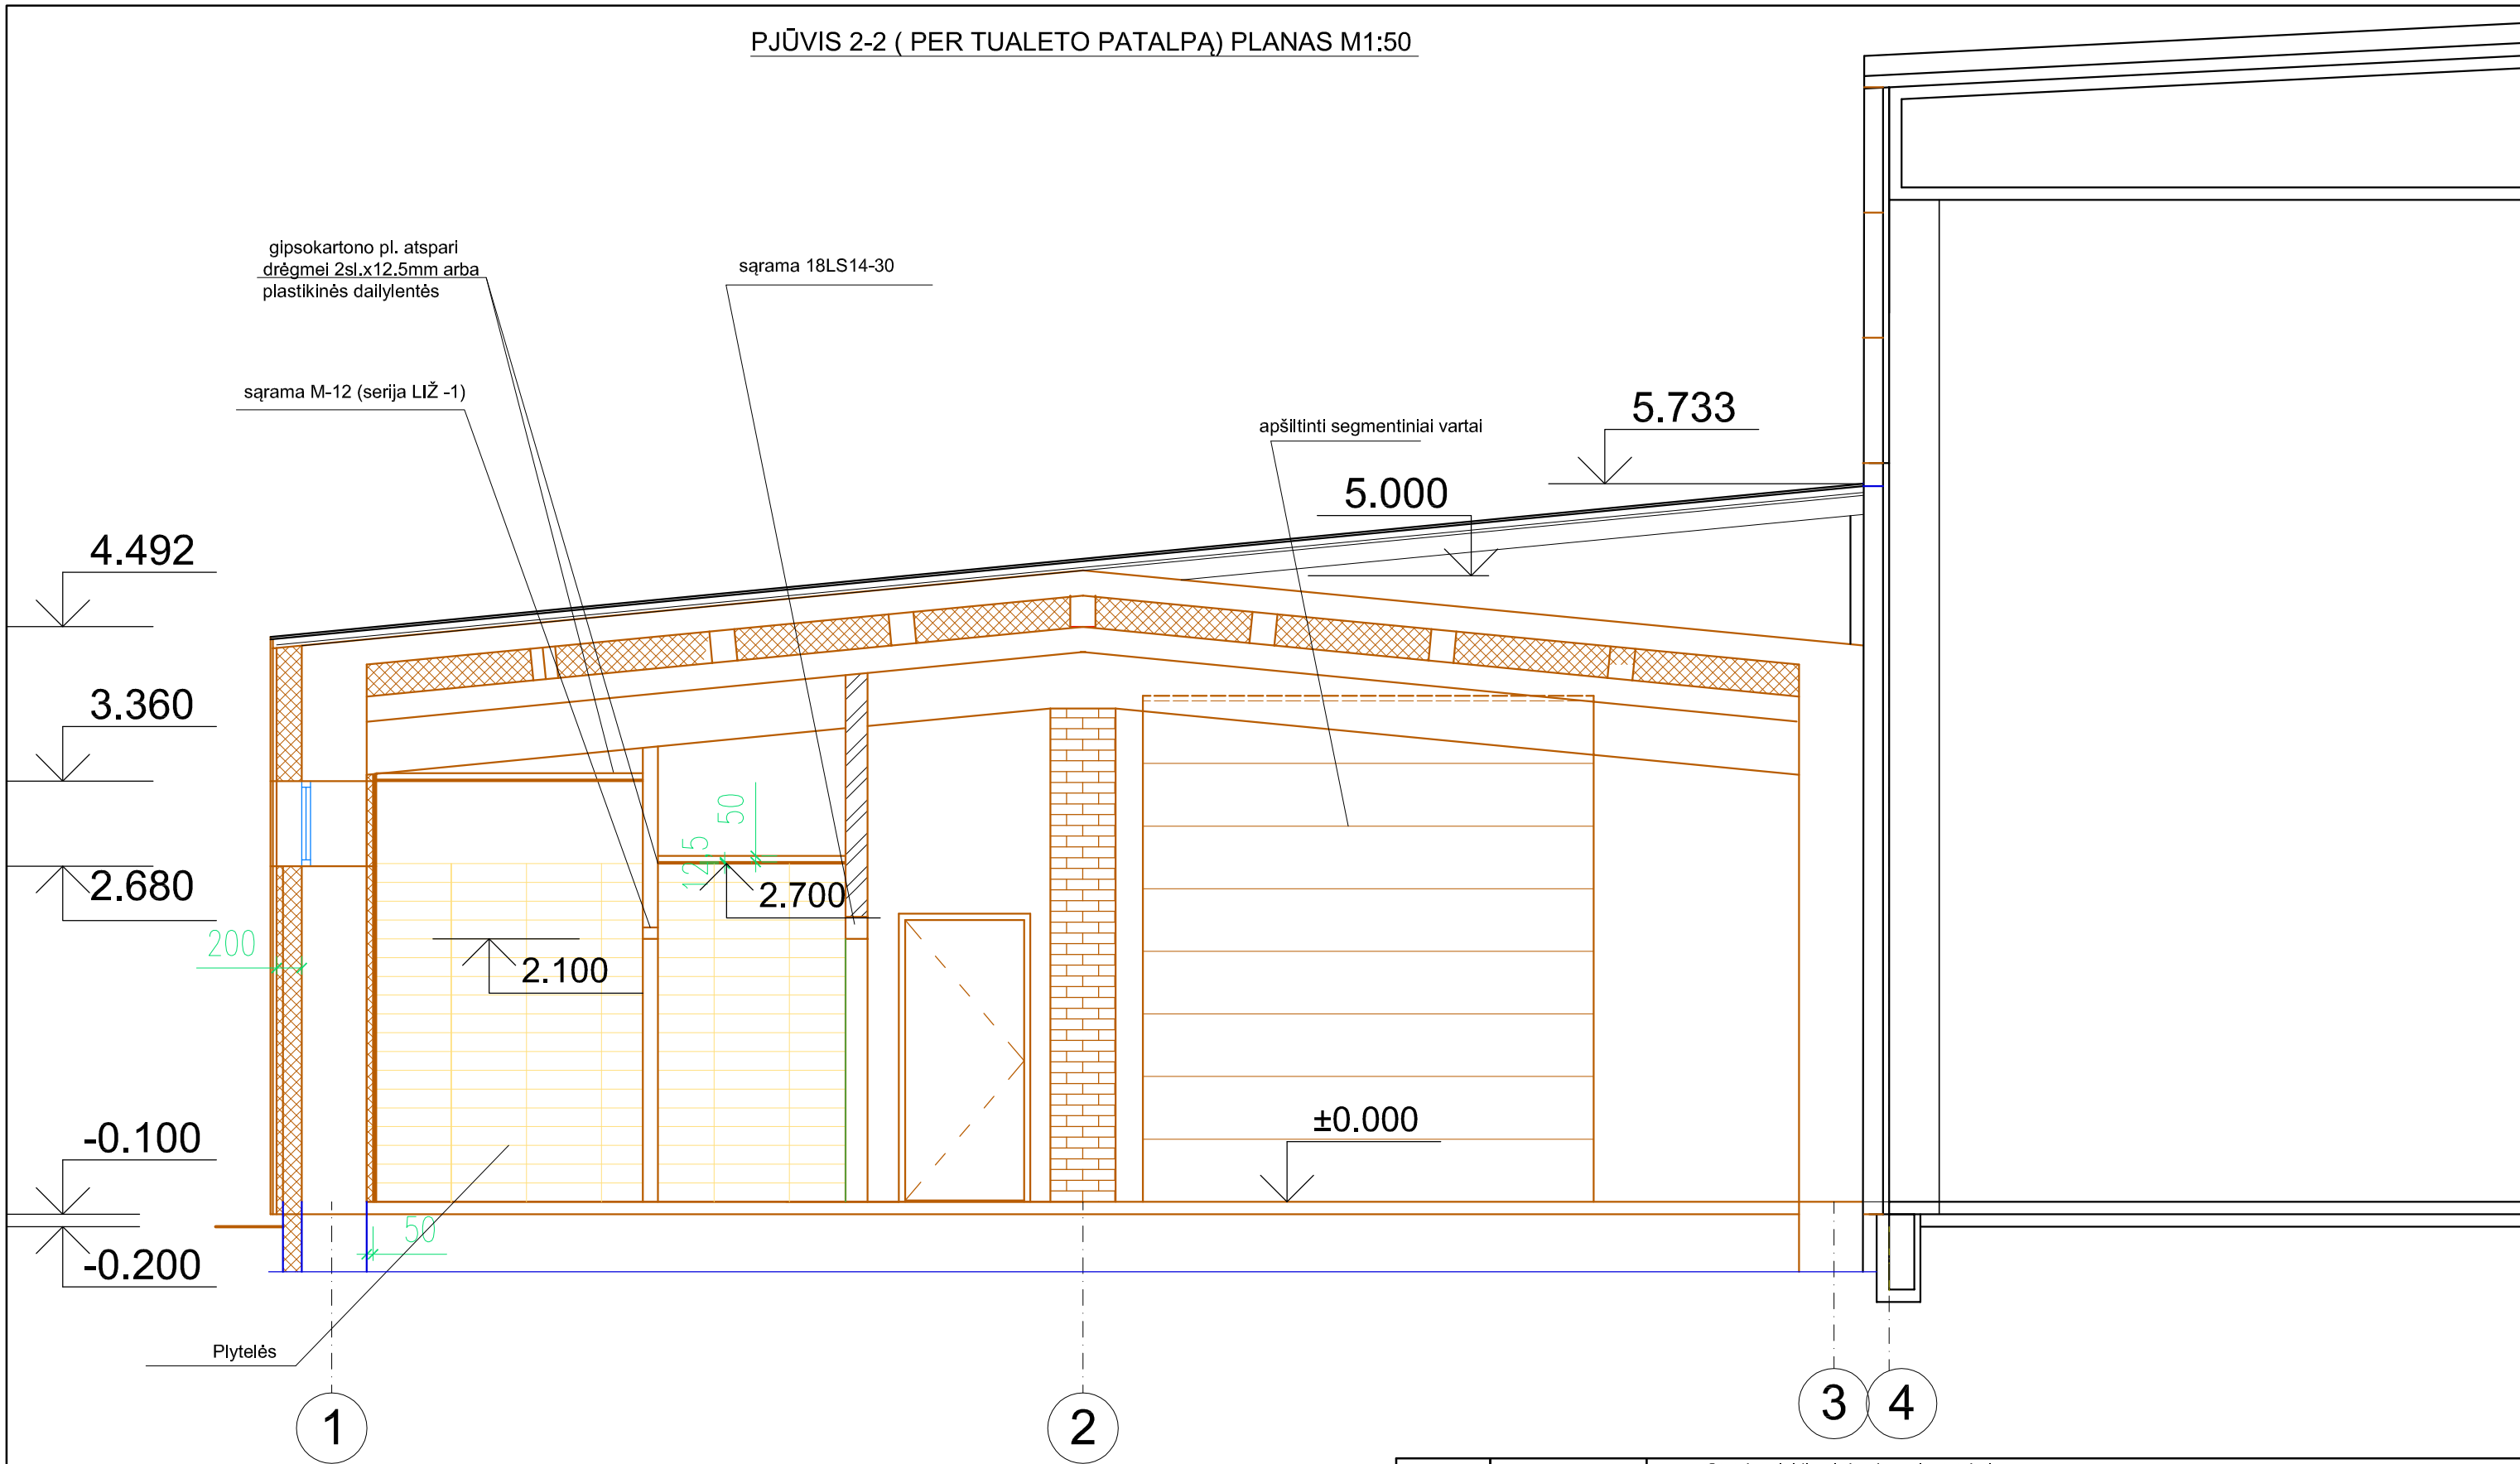 PJŪVIS 2-2 ( PER TUALETO PATALPĄ) PLANAS M1:50
gipsokartono pl. atspari
drėgmei 2sl.x12.5mm arba
plastikinės dailylentės
sąrama 18LS14-30
sąrama M-12 (serija LIŽ -1)
apšiltinti segmentiniai vartai
5.733
5.000
4.492
3.360
2.680
50
12,5
2.700
200
2.100
-0.100
±0.000
-0.200
50
Plytelės
1
2
3
4